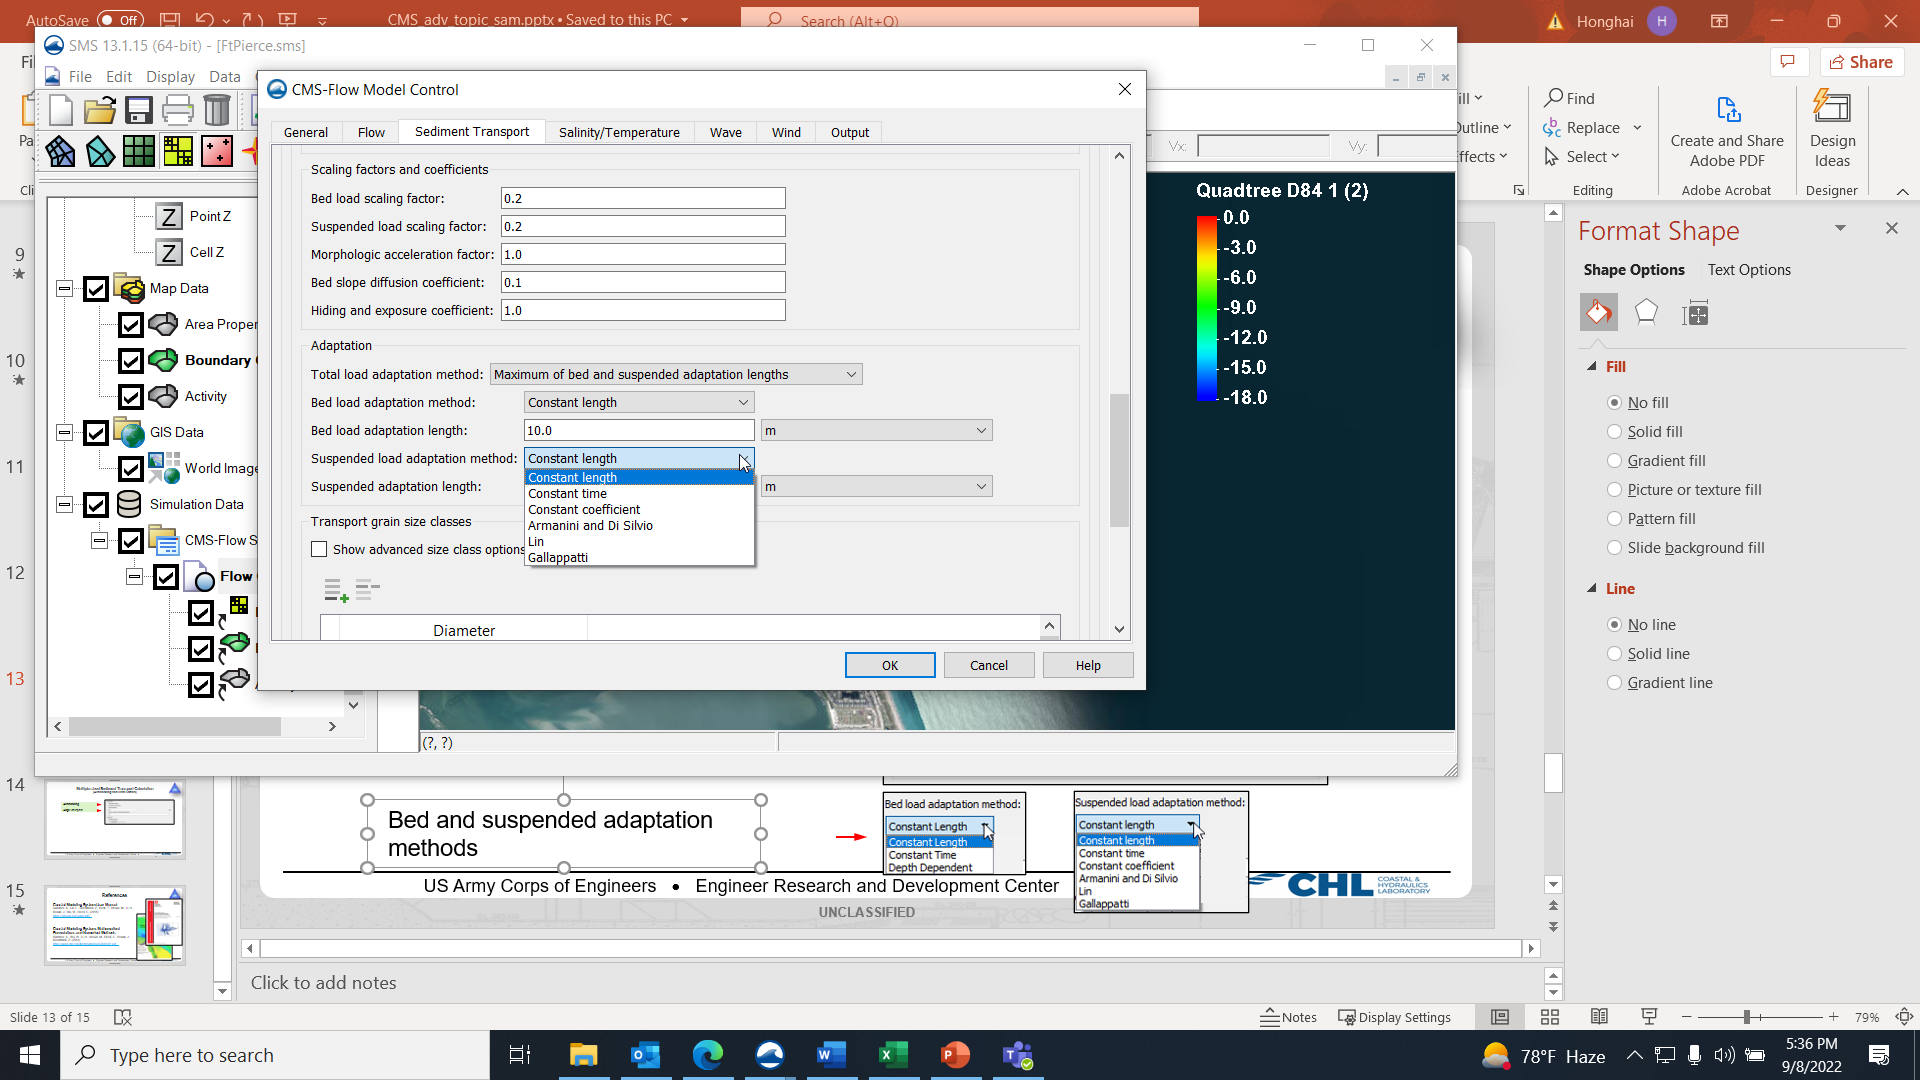 AutoSave Off CMS_adv_topic_sam.pptx • Saved to this PC
Search (Alt+Q)
Honghai H
SMS 13.1.15 (64-bit) - [FtPierce.sms]
File Edit Display Data
CMS-Flow Model Control
General Flow Sediment Transport Salinity/Temperature Wave Wind Output
Scaling factors and coefficients
Bed load scaling factor: 0.2
Suspended load scaling factor: 0.2
Morphologic acceleration factor: 1.0
Bed slope diffusion coefficient: 0.1
Hiding and exposure coefficient: 1.0
Adaptation
Total load adaptation method: Maximum of bed and suspended adaptation lengths
Bed load adaptation method: Constant length
Bed load adaptation length: 10.0 m
Suspended load adaptation method: Constant length
Suspended adaptation length: m
Constant length
Constant time
Constant coefficient
Armanini and Di Silvio
Lin
Gallappatti
Transport grain size classes
Show advanced size class options
Diameter
OK Cancel Help
Point Z
Cell Z
Map Data
Area Proper
Boundary
Activity
GIS Data
World Image
Simulation Data
CMS-Flow S
Flow
(?, ?)
Vx: Vy:
Quadtree D84 1 (2)
0.0
-3.0
-6.0
-9.0
-12.0
-15.0
-18.0
Share
Find
Replace
Select
Editing
Create and Share
Adobe PDF
Adobe Acrobat
Design
Ideas
Designer
Format Shape
Shape Options Text Options
Fill
No fill
Solid fill
Gradient fill
Picture or texture fill
Pattern fill
Slide background fill
Line
No line
Solid line
Gradient line
9
10
11
12
13
14
15
References
Bed and suspended adaptation
methods
Bed load adaptation method:
Constant Length
Constant Length
Constant Time
Depth Dependent
Suspended load adaptation method:
Constant length
Constant length
Constant time
Constant coefficient
Armanini and Di Silvio
Lin
Gallappatti
US Army Corps of Engineers • Engineer Research and Development Center
CHL COASTAL &
HYDRAULICS
LABORATORY
UNCLASSIFIED
Click to add notes
Slide 13 of 15
Notes Display Settings 79%
Type here to search
78°F Haze
5:36 PM
9/8/2022